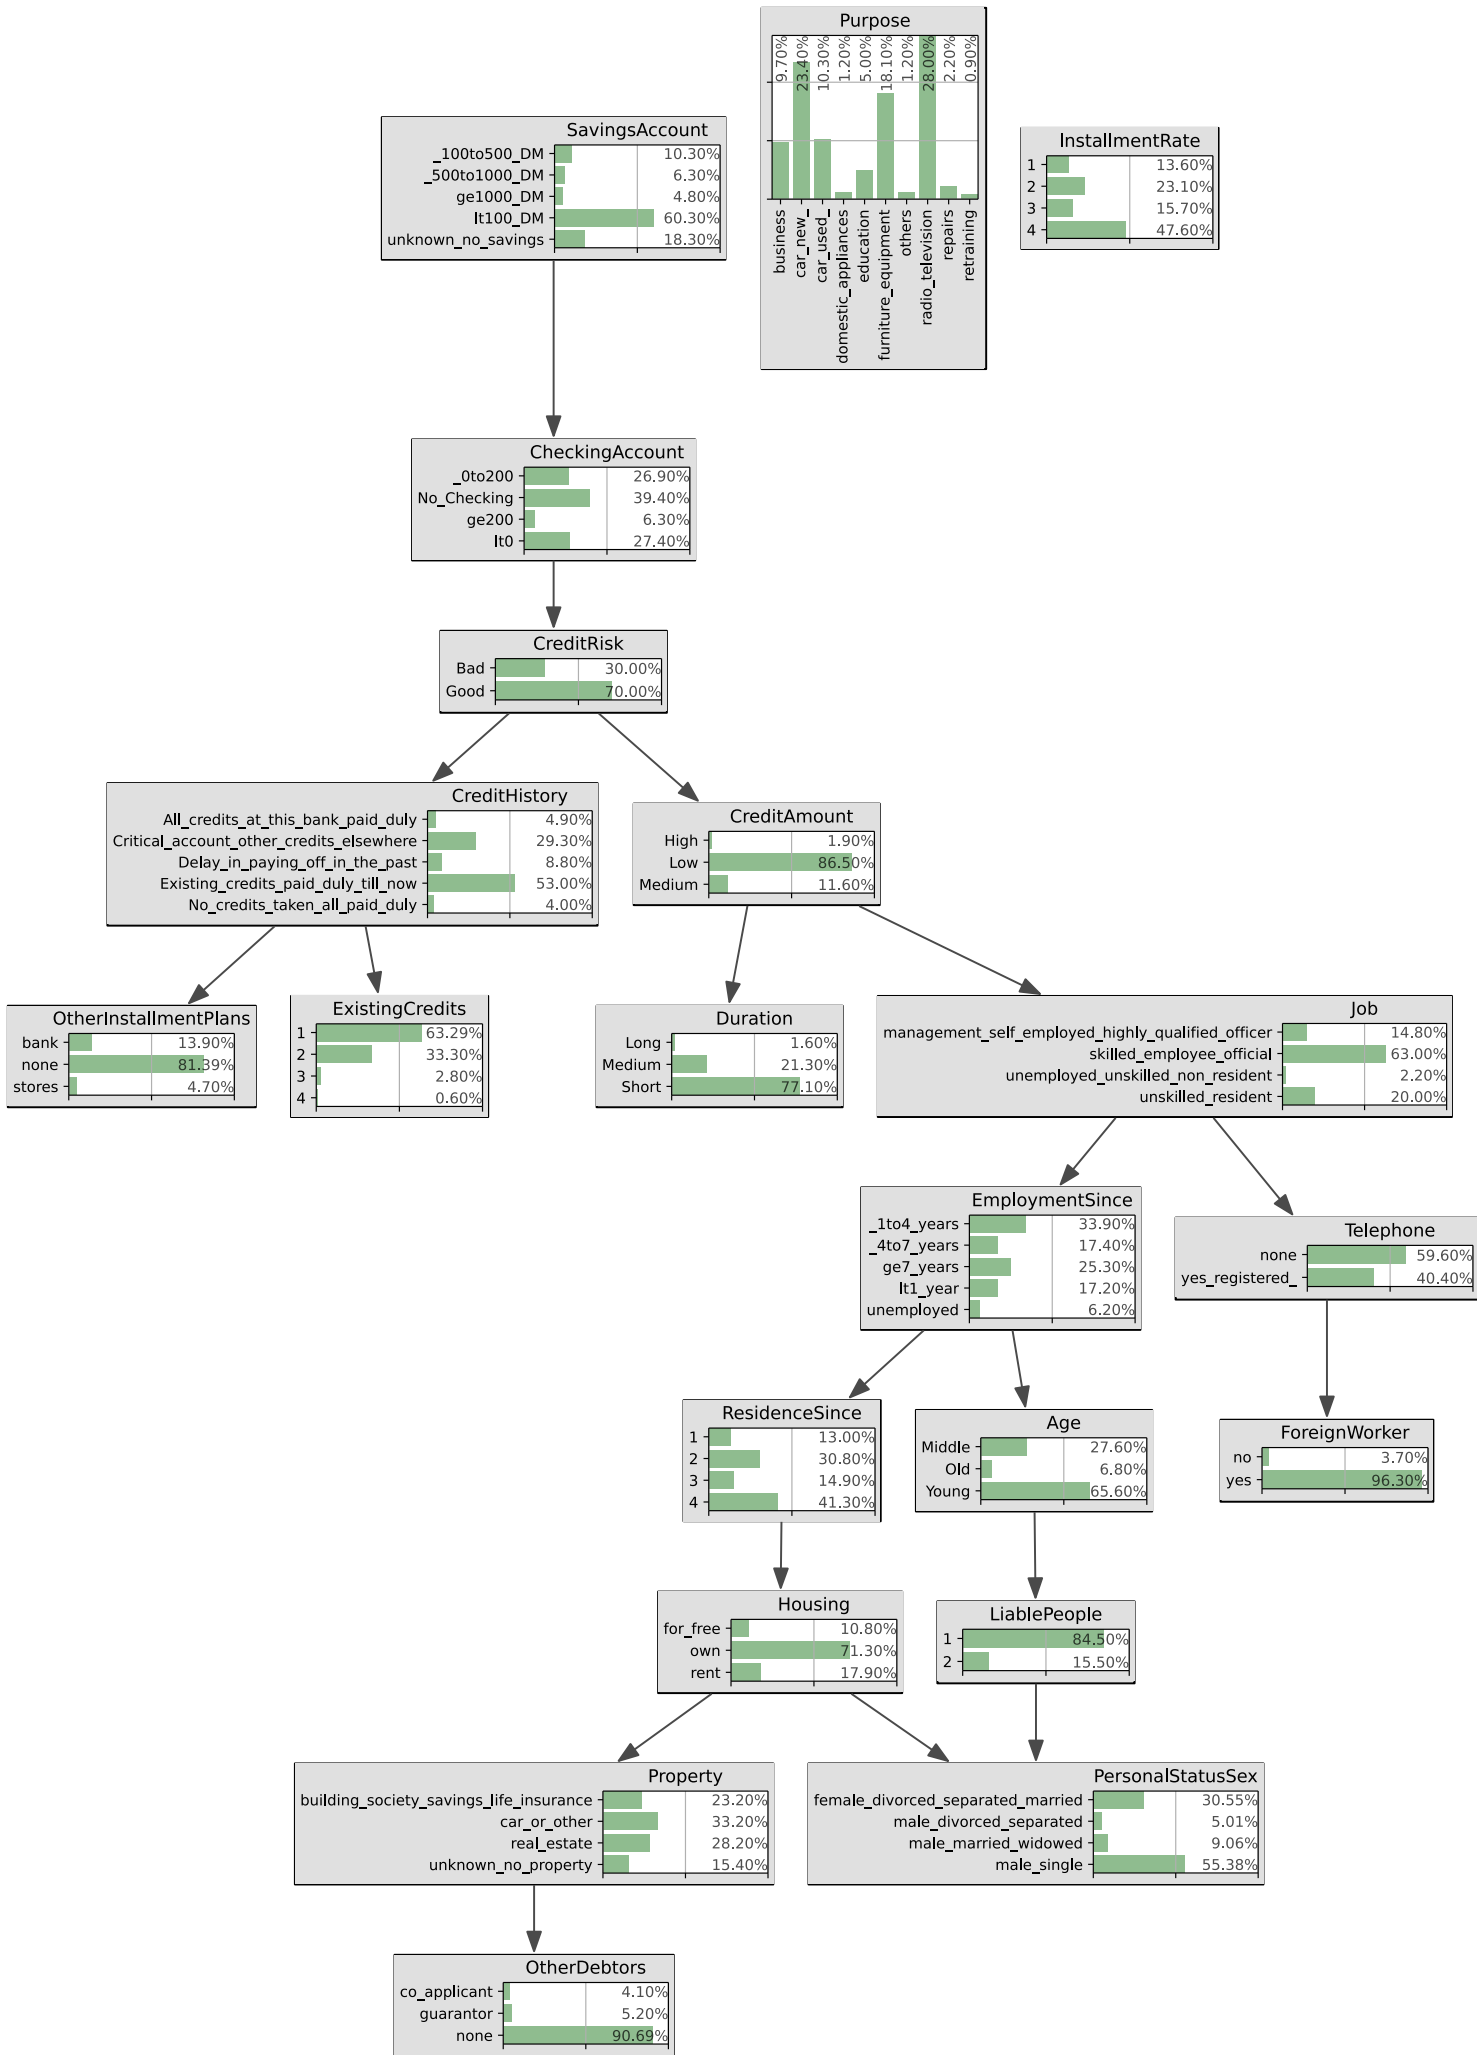 Purpose
9.70%
23.40%
10.30%
1.20%
5.00%
18.10%
1.20%
28.00%
2.20%
0.90%
business
car_new_
car_used_
domestic_appliances
education
furniture_equipment
others
radio_television
repairs
retraining
SavingsAccount
_100to500_DM 10.30%
_500to1000_DM 6.30%
ge1000_DM 4.80%
lt100_DM 60.30%
unknown_no_savings 18.30%
InstallmentRate
1 13.60%
2 23.10%
3 15.70%
4 47.60%
CheckingAccount
_0to200 26.90%
No_Checking 39.40%
ge200 6.30%
lt0 27.40%
CreditRisk
Bad 30.00%
Good 70.00%
CreditHistory
All_credits_at_this_bank_paid_duly 4.90%
Critical_account_other_credits_elsewhere 29.30%
Delay_in_paying_off_in_the_past 8.80%
Existing_credits_paid_duly_till_now 53.00%
No_credits_taken_all_paid_duly 4.00%
CreditAmount
High 1.90%
Low 86.50%
Medium 11.60%
OtherInstallmentPlans
bank 13.90%
none 81.39%
stores 4.70%
ExistingCredits
1 63.29%
2 33.30%
3 2.80%
4 0.60%
Duration
Long 1.60%
Medium 21.30%
Short 77.10%
Job
management_self_employed_highly_qualified_officer 14.80%
skilled_employee_official 63.00%
unemployed_unskilled_non_resident 2.20%
unskilled_resident 20.00%
EmploymentSince
_1to4_years 33.90%
_4to7_years 17.40%
ge7_years 25.30%
lt1_year 17.20%
unemployed 6.20%
Telephone
none 59.60%
yes_registered_ 40.40%
ResidenceSince
1 13.00%
2 30.80%
3 14.90%
4 41.30%
Age
Middle 27.60%
Old 6.80%
Young 65.60%
ForeignWorker
no 3.70%
yes 96.30%
Housing
for_free 10.80%
own 71.30%
rent 17.90%
LiablePeople
1 84.50%
2 15.50%
Property
building_society_savings_life_insurance 23.20%
car_or_other 33.20%
real_estate 28.20%
unknown_no_property 15.40%
PersonalStatusSex
female_divorced_separated_married 30.55%
male_divorced_separated 5.01%
male_married_widowed 9.06%
male_single 55.38%
OtherDebtors
co_applicant 4.10%
guarantor 5.20%
none 90.69%